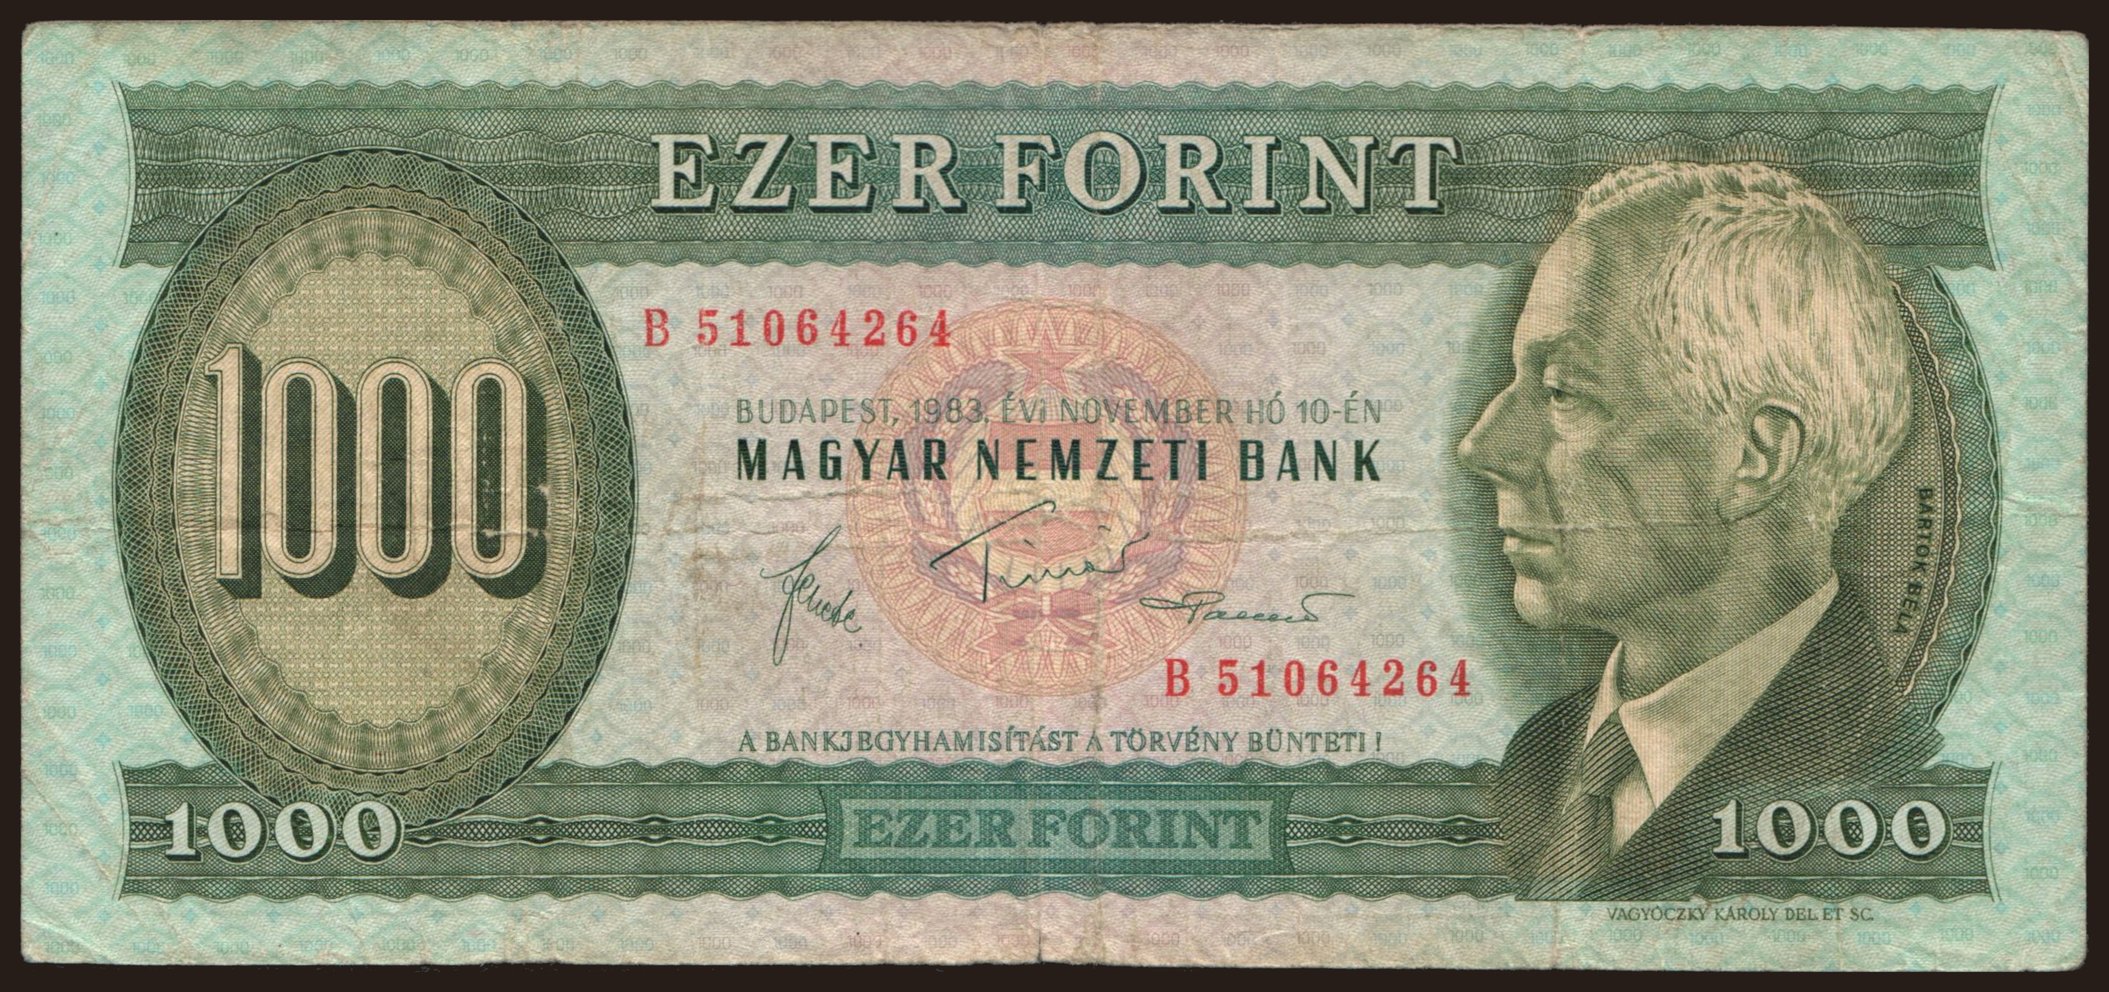 EZER FORINT
1000
B 51064264
BUDAPEST, 1983. ÉVI NOVEMBER HÓ 10-ÉN
MAGYAR NEMZETI BANK
BARTÓK BÉLA
B 51064264
A BANKJEGYHAMISÍTÁST A TÖRVÉNY BÜNTETI!
1000
EZER FORINT
1000
VAGYÓCZKY KÁROLY DEL. ET SC.